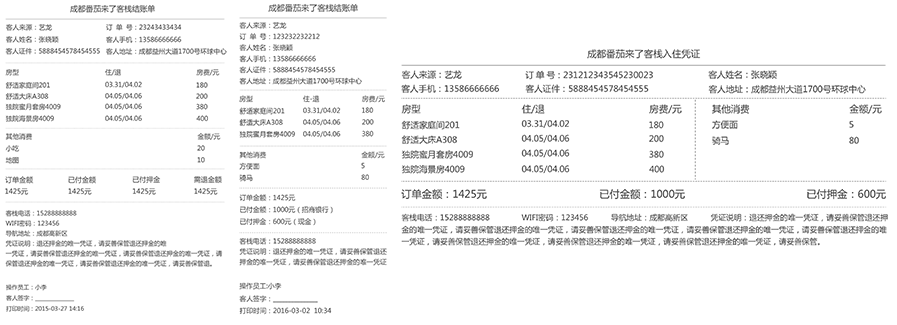 成都番茄来了客栈结账单
客人来源：艺龙 订 单 号：23243433434
客人姓名：张晓颖 客人手机：13586666666
客人证件：5888454578454555 客人地址：成都益州大道1700号环球中心
房型 住/退 房费/元
舒适家庭间201 03.31/04.02 180
舒适大床A308 04.05/04.06 200
独院蜜月套房4009 04.05/04.06 380
独院海景房4009 04.05/04.06 400
其他消费 金额/元
小吃 20
地图 10
订单金额 已付金额 已付押金 需退金额
1425元 1425元 1425元 1425元
客栈电话：15288888888
WIFI密码：123456
导航地址：成都高新区
凭证说明：退还押金的唯一凭证，请妥善保管退还押金的唯
一凭证，请妥善保管退还押金的唯一凭证，请妥善保管退还押金的唯一凭证，请妥善
保管退还押金的唯一凭证，请妥善保管退还押金的唯一凭证，请妥善保管退。
操作员工：小李
客人签字：
打印时间：2015-03-27 14:16
成都番茄来了客栈结账单
客人来源：艺龙
订 单 号：123232232212
客人姓名：张晓颖
客人手机：13586666666
客人证件：5888454578454555
客人地址：成都益州大道1700号环球中心
房型 住-退 房费/元
舒适家庭间201 03.31/04.02 180
舒适大床A308 04.05/04.06 200
独院蜜月套房4009 04.05/04.06 380
其他消费 金额/元
方便面 5
骑马 80
订单金额：1425元
已付金额：1000元（招商银行）
已付押金：600元（现金）
客栈电话：15288888888
凭证说明：退还押金的唯一凭证，请妥善保管退还押
金的唯一凭证，请妥善保管退还押金的唯一凭证
操作员工:小李
客人签字：
打印时间：2016-03-02 10:34
成都番茄来了客栈入住凭证
客人来源：艺龙 订 单 号：231212343545230023 客人姓名：张晓颖
客人手机：13586666666 客人证件：5888454578454555 客人地址：成都益州大道1700号环球中心
房型 住/退 房费/元 其他消费 金额/元
舒适家庭间201 03.31/04.02 180 方便面 5
舒适大床A308 04.05/04.06 200 骑马 80
独院蜜月套房4009 04.05/04.06 380
独院海景房4009 04.05/04.06 400
订单金额：1425元 已付金额：1000元 已付押金：600元
客栈电话：15288888888 WIFI密码：123456 导航地址：成都高新区 凭证说明：退还押金的唯一凭证，请妥善保管退还押
金的唯一凭证，请妥善保管退还押金的唯一凭证，请妥善保管退还押金的唯一凭证，请妥善保管退还押金的唯一凭证，请妥善保管退还押金的唯
一凭证，请妥善保管退还押金的唯一凭证，请妥善保管退还押金的唯一凭证，请妥善保管。